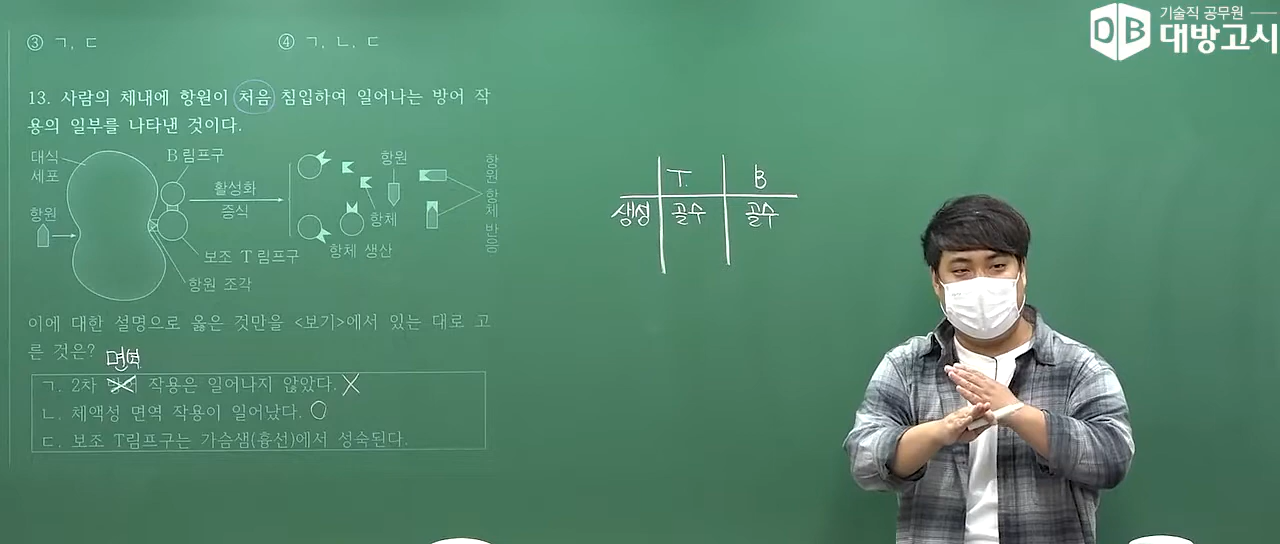 기술직 공무원
DB 대방고시
③ ㄱ, ㄷ
④ ㄱ, ㄴ, ㄷ
13. 사람의 체내에 항원이 처음 침입하여 일어나는 방어 작
용의 일부를 나타낸 것이다.
대식
세포
B 림프구
항원
활성화
증식
보조 T 림프구
항원 조각
항원
항체
항체 생산
항원 항체 반응
이에 대한 설명으로 옳은 것만을 <보기>에서 있는 대로 고
른 것은?
면역
ㄱ. 2차 방어 작용은 일어나지 않았다. X
ㄴ. 체액성 면역 작용이 일어났다. O
ㄷ. 보조 T림프구는 가슴샘(흉선)에서 성숙된다.
T. B
생성 골수 골수